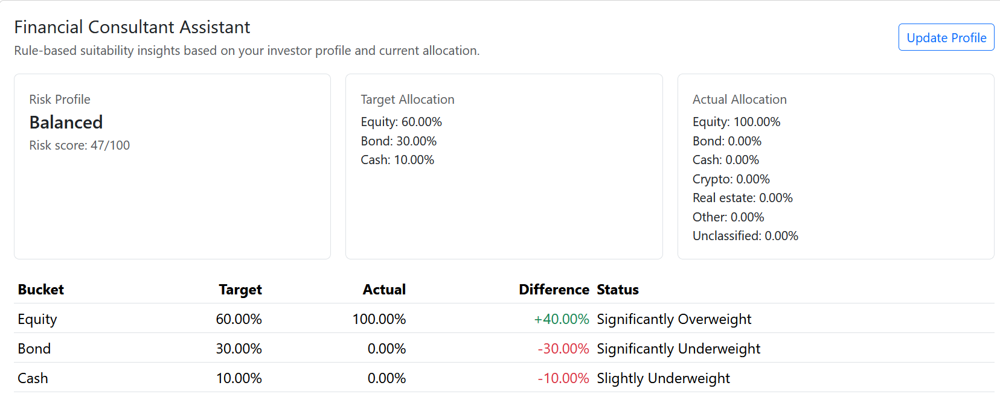 Financial Consultant Assistant
Rule-based suitability insights based on your investor profile and current allocation.
Update Profile
Risk Profile
Balanced
Risk score: 47/100
Target Allocation
Equity: 60.00%
Bond: 30.00%
Cash: 10.00%
Actual Allocation
Equity: 100.00%
Bond: 0.00%
Cash: 0.00%
Crypto: 0.00%
Real estate: 0.00%
Other: 0.00%
Unclassified: 0.00%
Bucket Target Actual Difference Status
Equity 60.00% 100.00% +40.00% Significantly Overweight
Bond 30.00% 0.00% -30.00% Significantly Underweight
Cash 10.00% 0.00% -10.00% Slightly Underweight